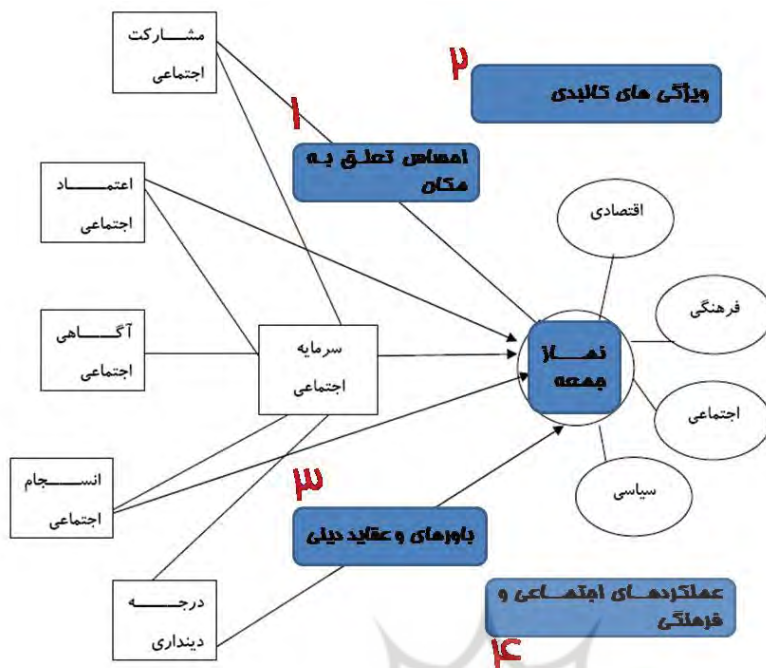 مشارکت
اجتماعی
۲
ویژگی های کالبدی
۱
احساس تعلق به
مکان
اعتماد
اجتماعی
اقتصادی
آگاهی
اجتماعی
سرمایه
اجتماعی
نماز
جمعه
فرهنگی
اجتماعی
سیاسی
انسجام
اجتماعی
۳
باورهای و عقاید دینی
درجه
دینداری
عملکردهای اجتماعی و
فرهنگی
۴